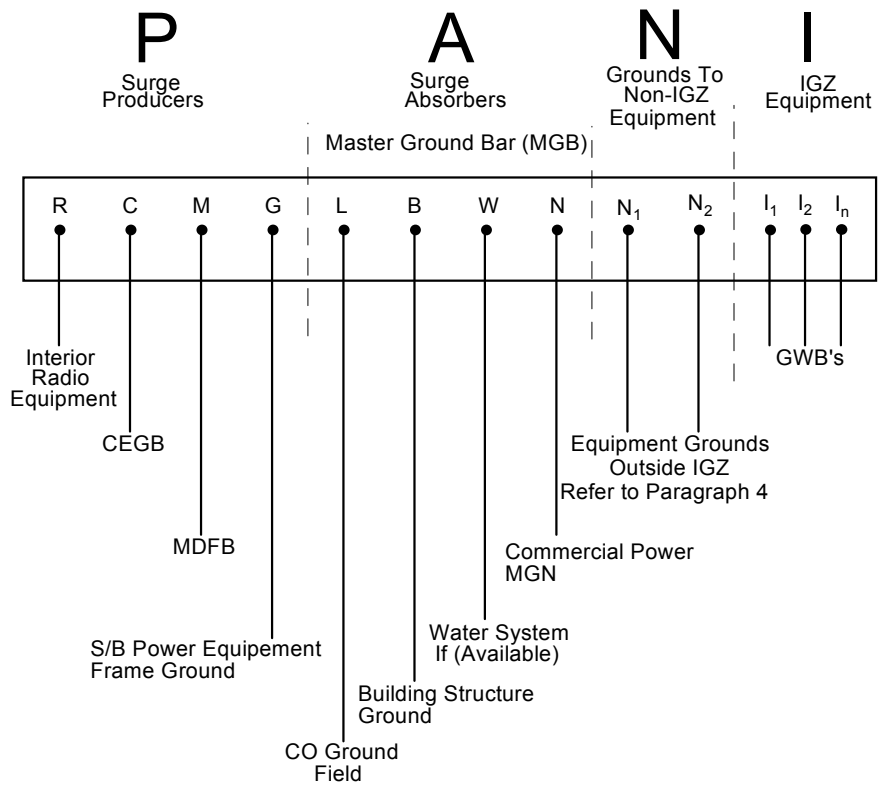 P
A
N
I
Surge
Producers
Surge
Absorbers
Grounds To
Non-IGZ
Equipment
IGZ
Equipment
Master Ground Bar (MGB)
R C M G L B W N N₁ N₂ I₁ I₂ Iₙ
Interior
Radio
Equipment
GWB's
CEGB
Equipment Grounds
Outside IGZ
Refer to Paragraph 4
MDFB
Commercial Power
MGN
S/B Power Equipement
Frame Ground
Water System
If (Available)
Building Structure
Ground
CO Ground
Field